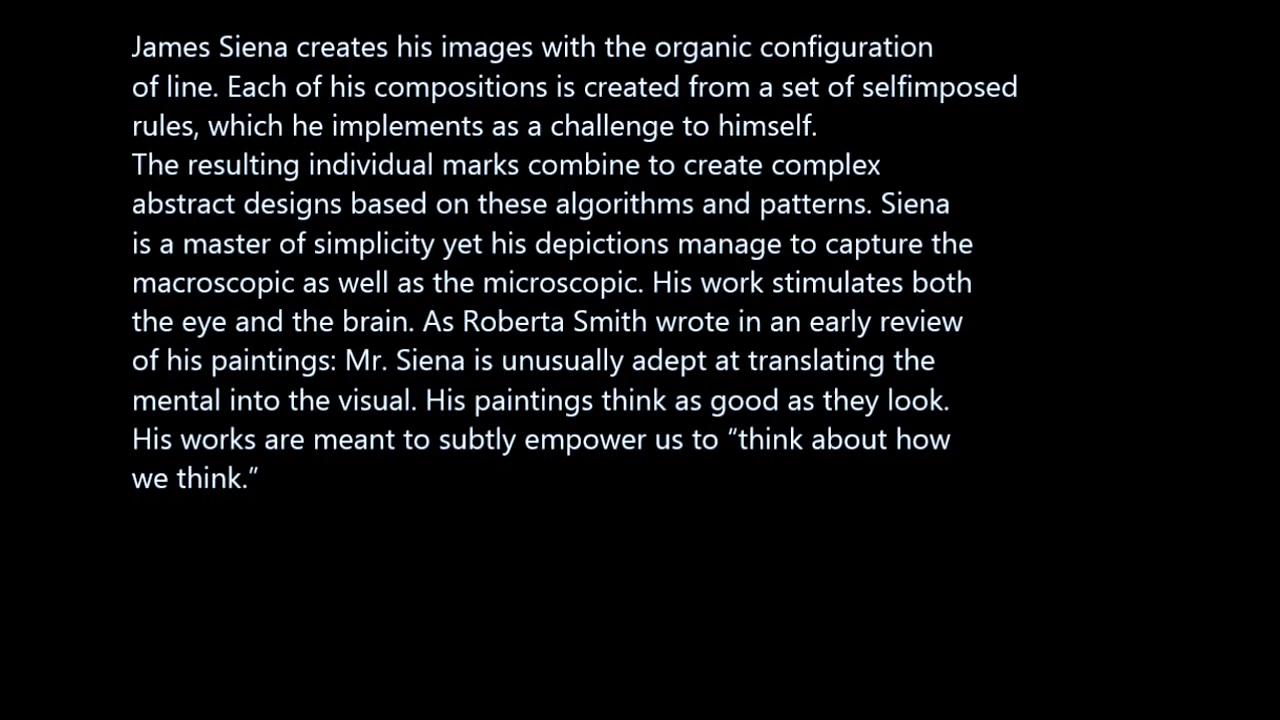 James Siena creates his images with the organic configuration
of line. Each of his compositions is created from a set of selfimposed
rules, which he implements as a challenge to himself.
The resulting individual marks combine to create complex
abstract designs based on these algorithms and patterns. Siena
is a master of simplicity yet his depictions manage to capture the
macroscopic as well as the microscopic. His work stimulates both
the eye and the brain. As Roberta Smith wrote in an early review
of his paintings: Mr. Siena is unusually adept at translating the
mental into the visual. His paintings think as good as they look.
His works are meant to subtly empower us to “think about how
we think.”